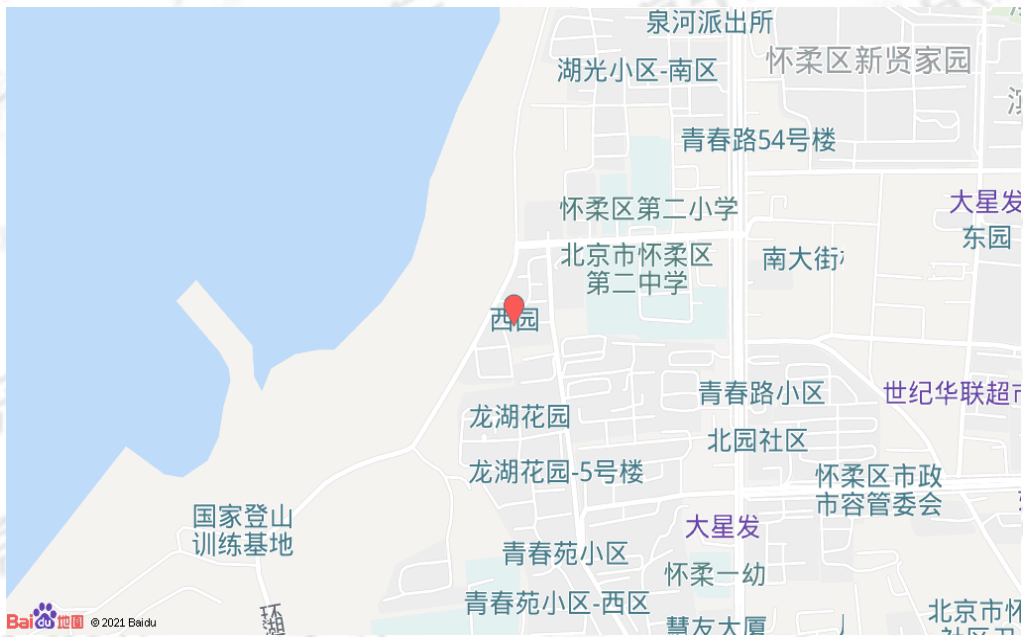 泉河派出所
怀柔区新贤家园
湖光小区-南区
青春路54号楼
大星发
怀柔区第二小学
东园
北京市怀柔区
第二中学
南大街
西园
青春路小区
世纪华联超市
龙湖花园
北园社区
龙湖花园-5号楼
怀柔区市政
市容管委会
国家登山
训练基地
大星发
青春苑小区
怀柔一幼
青春苑小区-西区
环湖
慧友大厦
北京市怀
Baidu地图 © 2021 Baidu